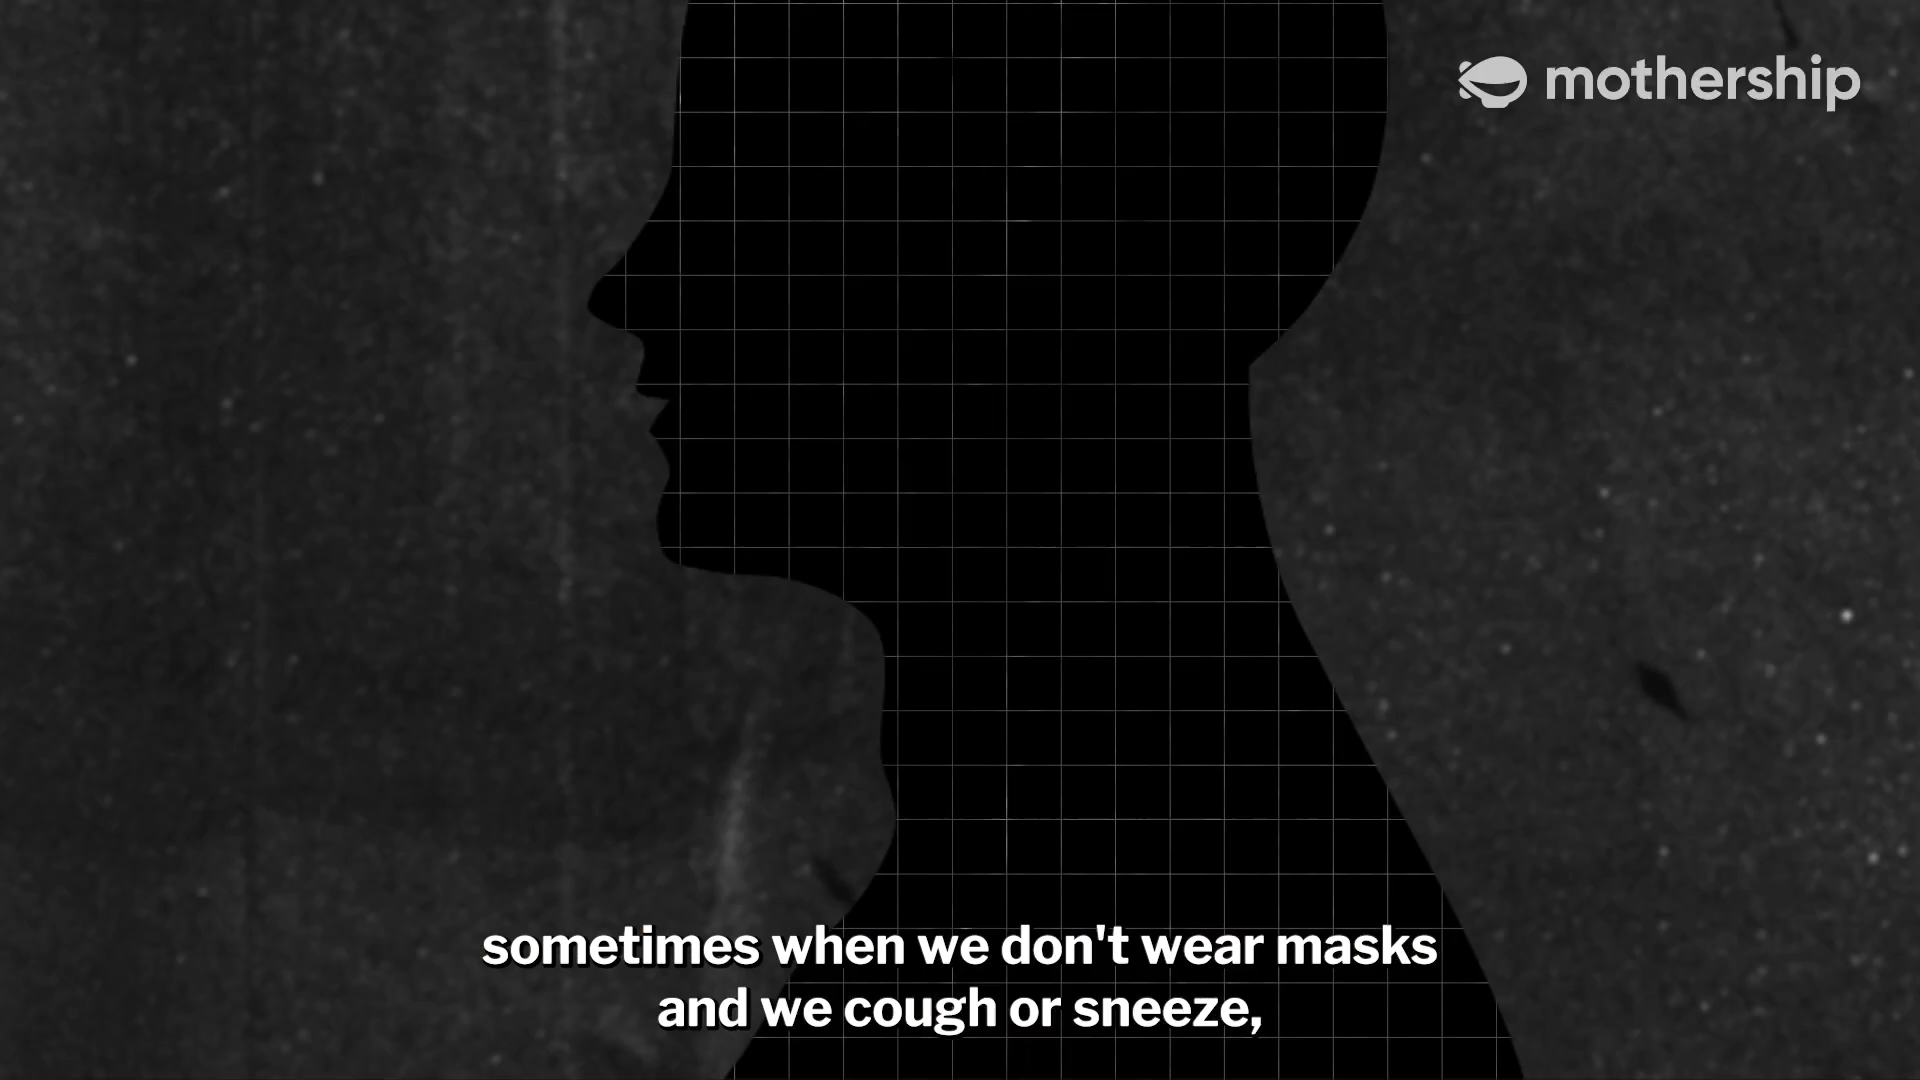 mothership
sometimes when we don't wear masks
and we cough or sneeze,